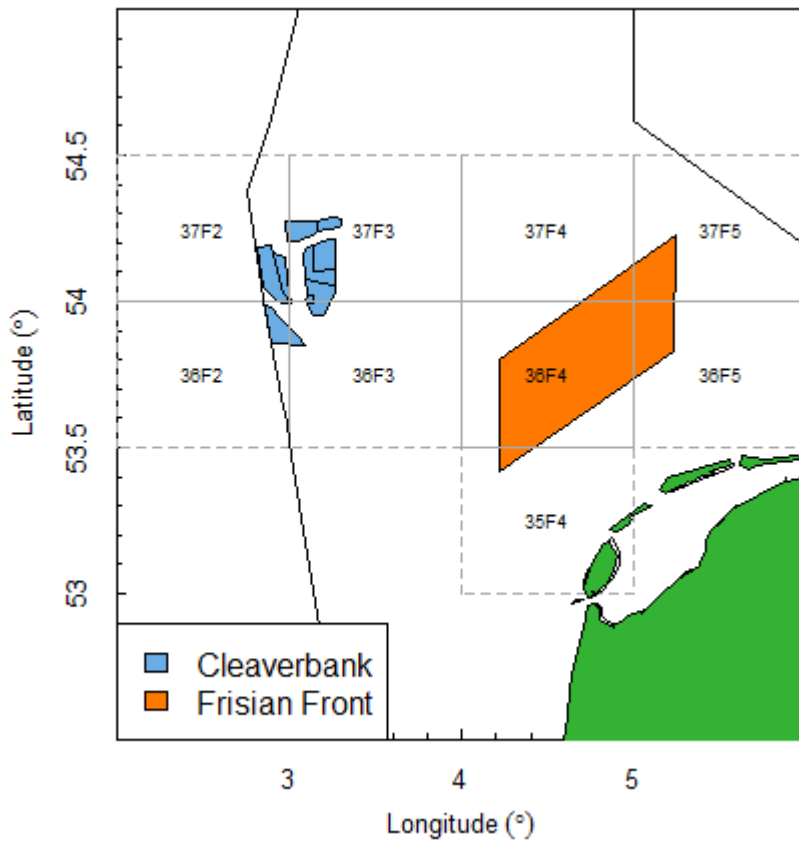 54.5
37F2
37F3
37F4
37F5
54
36F2
36F3
36F4
36F5
53.5
35F4
53
Latitude (°)
Cleaverbank
Frisian Front
3
4
5
Longitude (°)